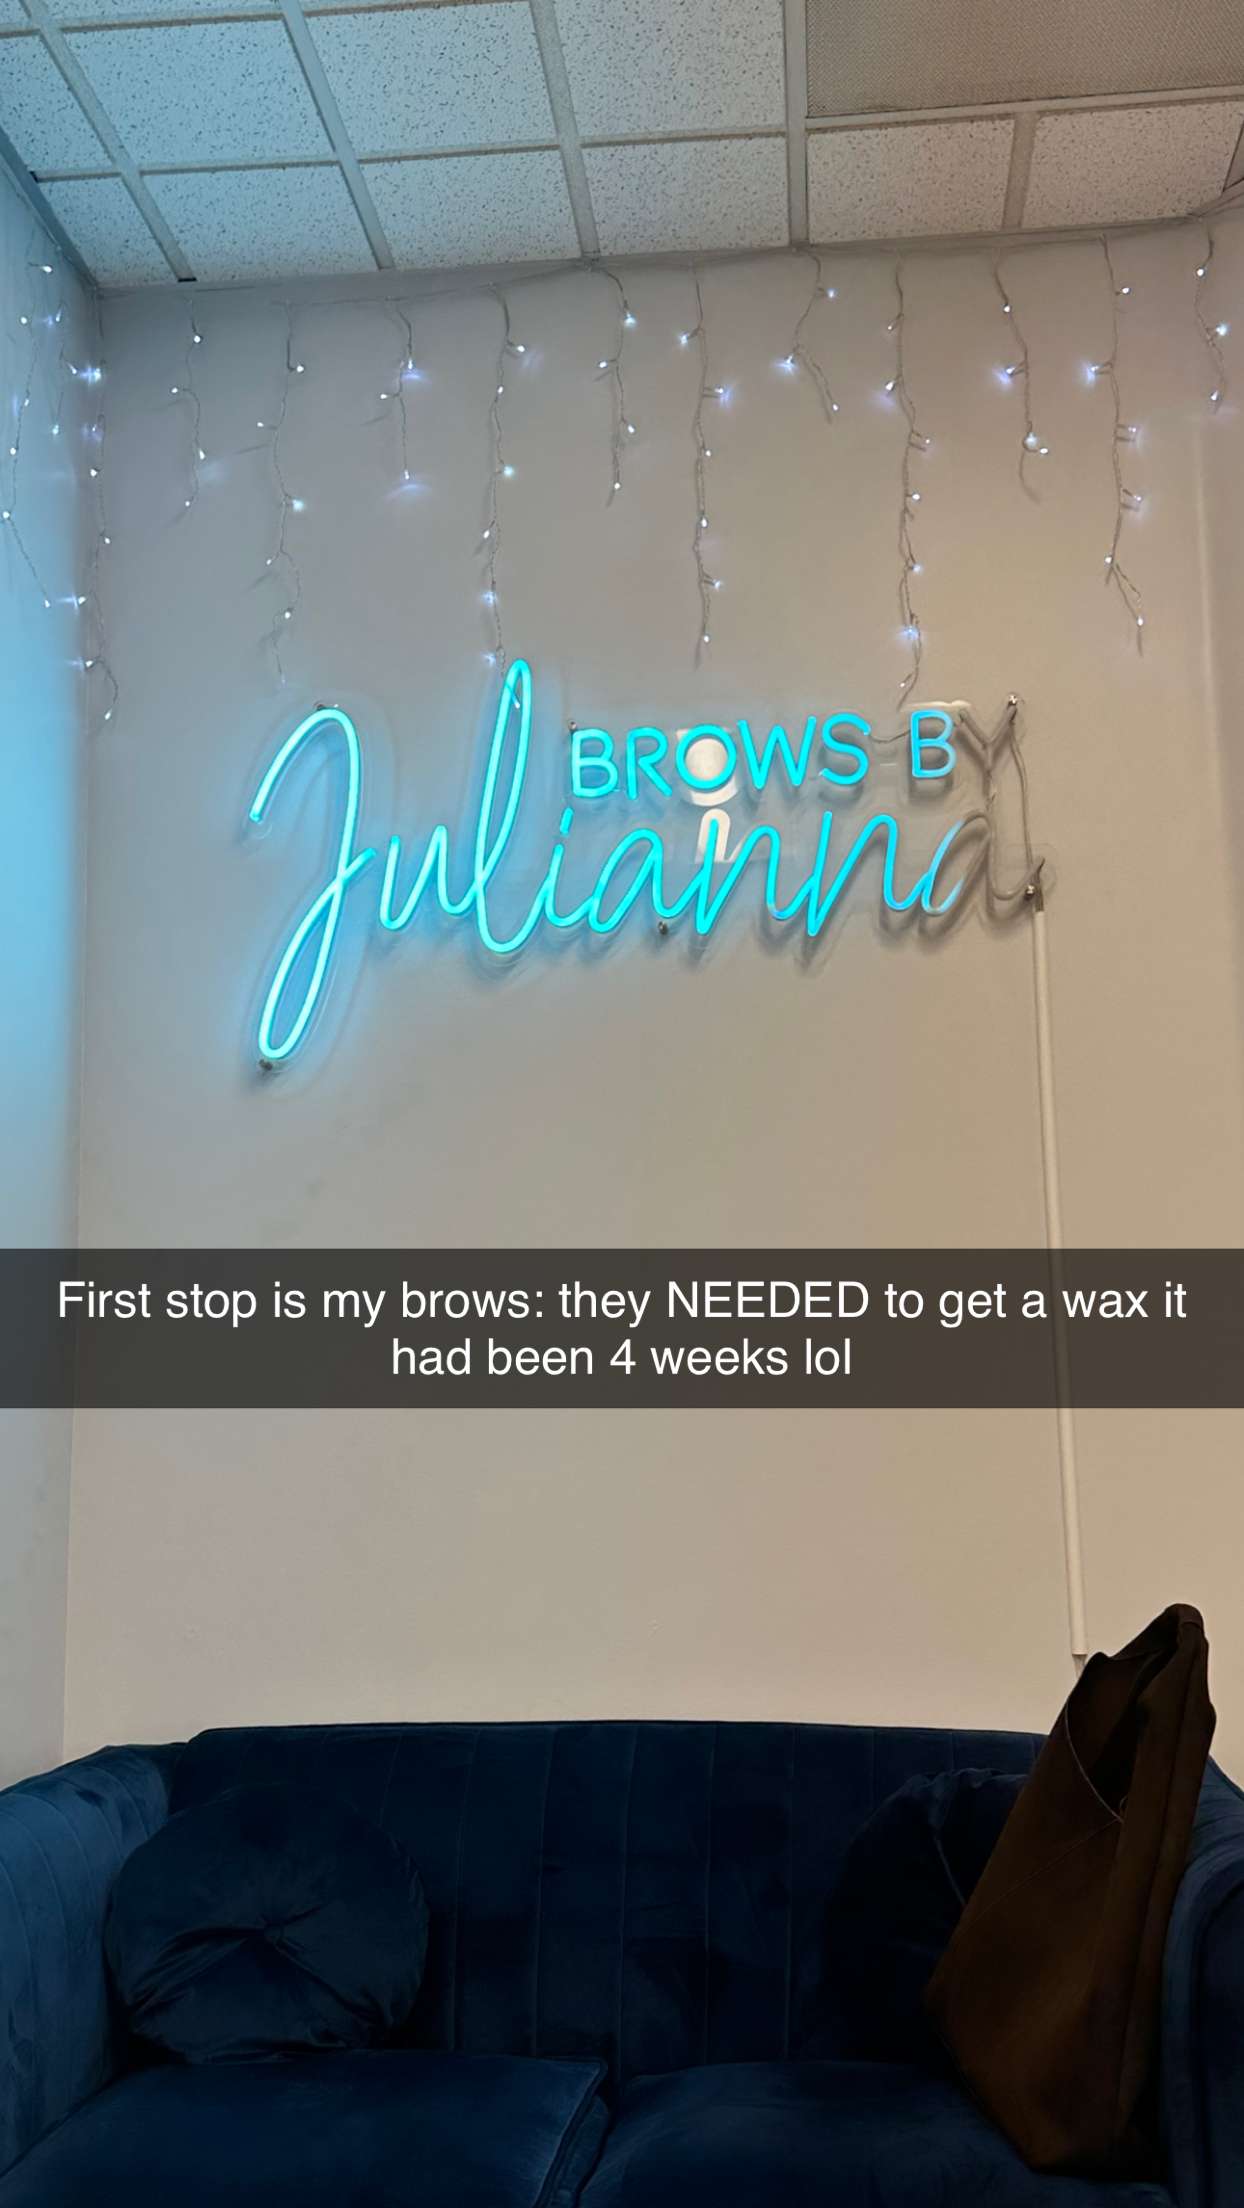 BROWS BY
Julianna
First stop is my brows: they NEEDED to get a wax it
had been 4 weeks lol